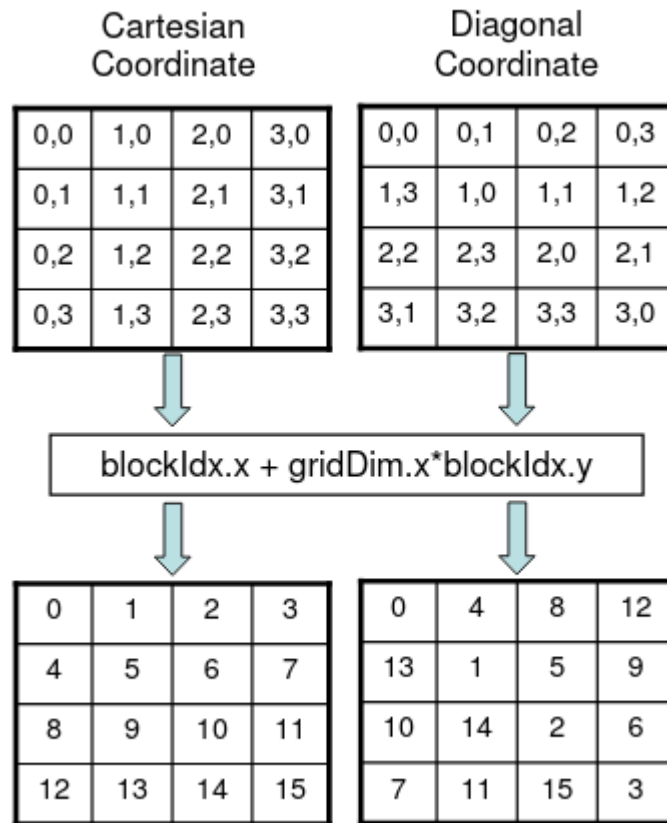 Cartesian Coordinate
Diagonal Coordinate
0,0 1,0 2,0 3,0
0,1 1,1 2,1 3,1
0,2 1,2 2,2 3,2
0,3 1,3 2,3 3,3
0,0 0,1 0,2 0,3
1,3 1,0 1,1 1,2
2,2 2,3 2,0 2,1
3,1 3,2 3,3 3,0
blockIdx.x + gridDim.x*blockIdx.y
0 1 2 3
4 5 6 7
8 9 10 11
12 13 14 15
0 4 8 12
13 1 5 9
10 14 2 6
7 11 15 3